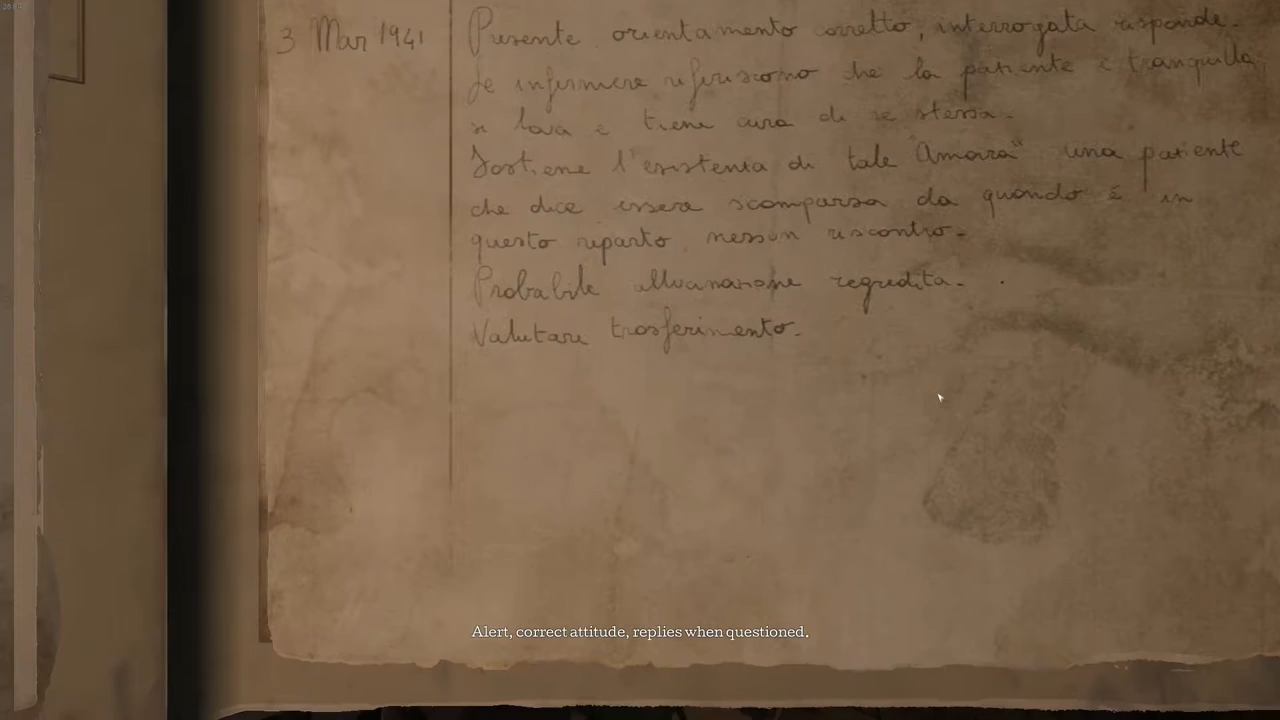 3 Mar 1941
Presente, orientamento corretto, interrogata risponde.
Le infermiere riferiscono che la paziente è tranquilla
si lava e tiene cura di se stessa.
Sostiene l'esistenza di tale "Amara" una paziente
che dice essere scomparsa da quando è in
questo reparto, nessun riscontro.
Probabile allucinazione regredita.
Valutare trasferimento.
Alert, correct attitude, replies when questioned.